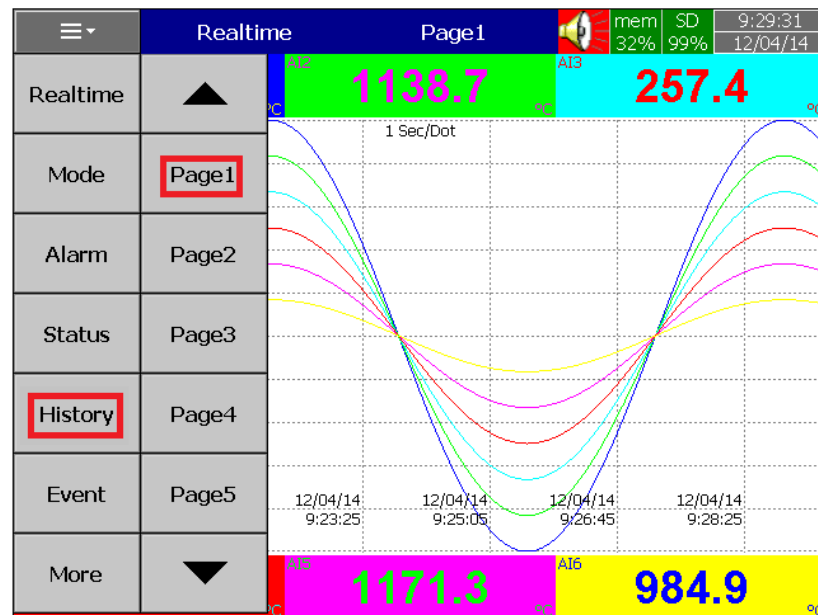 Realtime Page1 mem SD 9:29:31
32% 99% 12/04/14
Realtime
Mode
Alarm
Status
History
Event
More
Page1
Page2
Page3
Page4
Page5
°C AI2 1138.7 °C AI3 257.4 °C
1 Sec/Dot
12/04/14 12/04/14 12/04/14 12/04/14
9:23:25 9:25:05 9:26:45 9:28:25
°C AI5 1171.3 °C AI6 984.9 °C